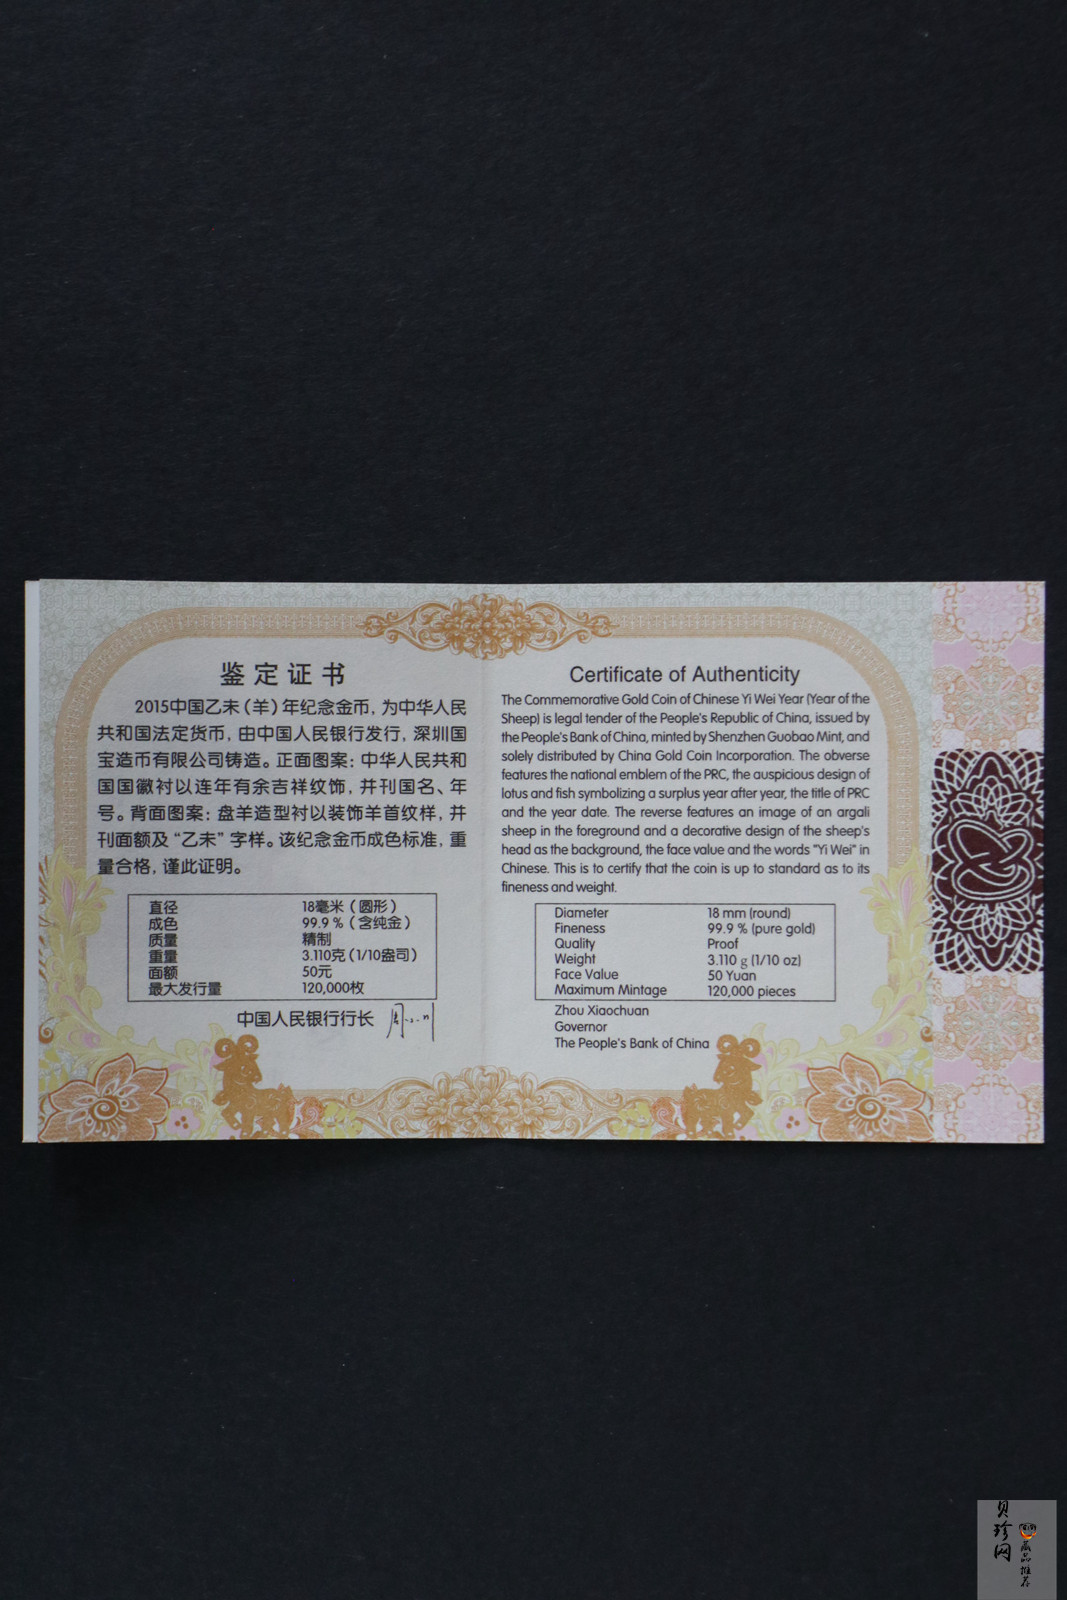 鉴定证书
2015中国乙未（羊）年纪念金币，为中华人民
共和国法定货币，由中国人民银行发行，深圳国
宝造币有限公司铸造。正面图案：中华人民共和
国国徽衬以连年有余吉祥纹饰，并刊国名、年
号。背面图案：盘羊造型衬以装饰羊首纹样，并
刊面额及“乙未”字样。该纪念金币成色标准，重
量合格，谨此证明。
直径 18毫米（圆形）
成色 99.9％（含纯金）
质量 精制
重量 3.110克（1/10盎司）
面额 50元
最大发行量 120,000枚
中国人民银行行长
Certificate of Authenticity
The Commemorative Gold Coin of Chinese Yi Wei Year (Year of the
Sheep) is legal tender of the People's Republic of China, issued by
the People's Bank of China, minted by Shenzhen Guobao Mint, and
solely distributed by China Gold Coin Incorporation. The obverse
features the national emblem of the PRC, the auspicious design of
lotus and fish symbolizing a surplus year after year, the title of PRC
and the year date. The reverse features an image of an argali
sheep in the foreground and a decorative design of the sheep's
head as the background, the face value and the words "Yi Wei" in
Chinese. This is to certify that the coin is up to standard as to its
fineness and weight.
Diameter 18 mm (round)
Fineness 99.9 % (pure gold)
Quality Proof
Weight 3.110 g (1/10 oz)
Face Value 50 Yuan
Maximum Mintage 120,000 pieces
Zhou Xiaochuan
Governor
The People's Bank of China
贝珍网
藏品推荐